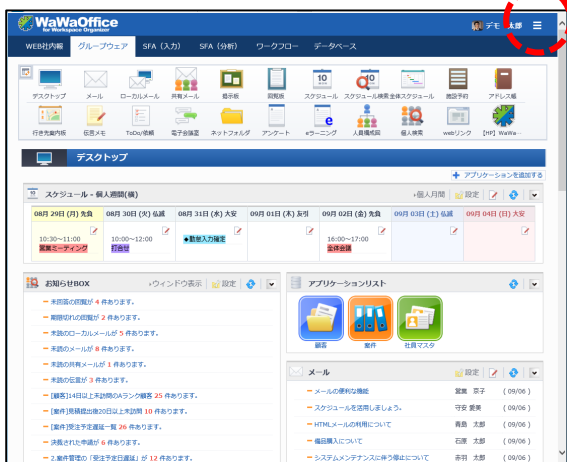 WaWaOffice
for Workspace Organizer
デモ 太郎
WEB社内報 グループウェア SFA（入力） SFA（分析） ワークフロー データベース
デスクトップ メール ローカルメール 共有メール 掲示板 回覧板 スケジュール スケジュール検索 全体スケジュール 施設予約 アドレス帳
行き先案内板 伝言メモ ToDo/依頼 電子会議室 ネットフォルダ アンケート eラーニング 人員構成図 個人検索 webリンク 【HP】WaWa…
デスクトップ
アプリケーションを追加する
スケジュール - 個人週間(横) 個人月間 設定
08月 29日 (月) 先負 08月 30日 (火) 仏滅 08月 31日 (水) 大安 09月 01日 (木) 友引 09月 02日 (金) 先負 09月 03日 (土) 仏滅 09月 04日 (日) 大安
10:30～11:00 10:00～12:00 ◆勤怠入力確定 16:00～17:00
営業ミーティング 打合せ 全体会議
お知らせBOX ウィンドウ表示 設定
未回答の回覧が 4 件あります。
期限切れの回覧が 2 件あります。
未読のローカルメールが 5 件あります。
未読のメールが 8 件あります。
未読の共有メールが 1 件あります。
未読の伝言が 3 件あります。
[顧客]14日以上未訪問のAランク顧客 25 件あります。
[案件]見積提出後20日以上未訪問 10 件あります。
[案件]受注予定遅延一覧 26 件あります。
決裁された申請が 6 件あります。
2.案件管理の「受注予定日遅延」が 12 件あります。
アプリケーションリスト
顧客 案件 社員マスタ
メール 設定
メールの便利な機能 営業 京子 ( 09/06 )
スケジュールを活用しましょう。 守安 愛美 ( 09/06 )
HTMLメールの利用について 青島 太郎 ( 09/06 )
備品購入について 石原 太郎 ( 09/06 )
システムメンテナンスに伴う停止について 赤羽 太郎 ( 09/06 )